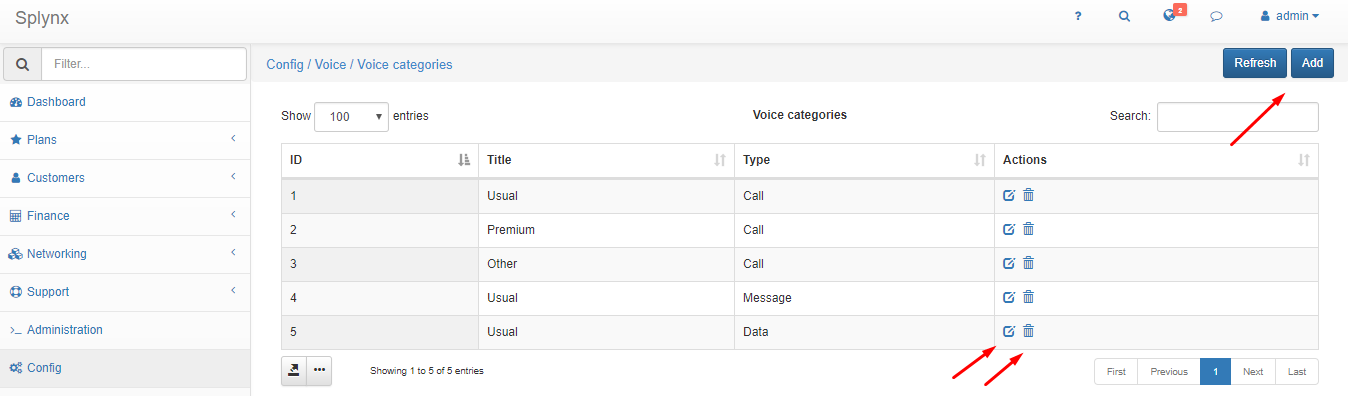 Splynx
?
2
admin
Filter...
Config / Voice / Voice categories
Refresh
Add
Dashboard
Plans
Customers
Finance
Networking
Support
Administration
Config
Show 100 entries
Voice categories
Search:
ID Title Type Actions
1 Usual Call
2 Premium Call
3 Other Call
4 Usual Message
5 Usual Data
Showing 1 to 5 of 5 entries
First Previous 1 Next Last